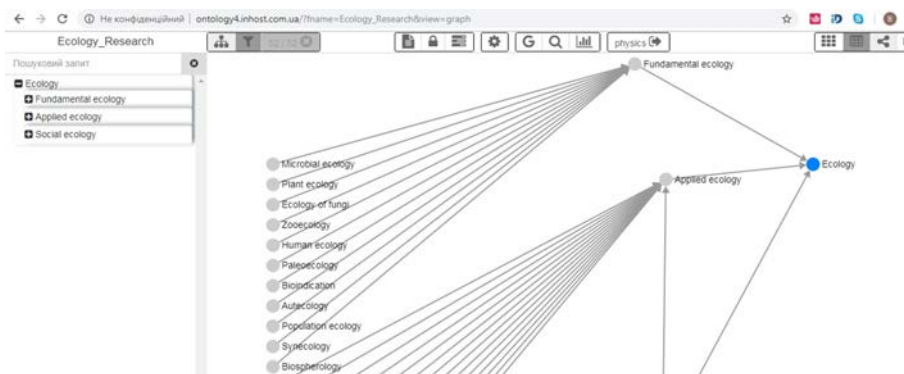 Не конфіденційний ontology4.inhost.com.ua/?fname=Ecology_Research&view=graph
Ecology_Research 52 / 52 G physics
Пошуковий запит
Ecology
Fundamental ecology
Applied ecology
Social ecology
Fundamental ecology
Ecology
Applied ecology
Microbial ecology
Plant ecology
Ecology of fungi
Zooecology
Human ecology
Paleoecology
Bioindication
Autecology
Population ecology
Synecology
Biospherology